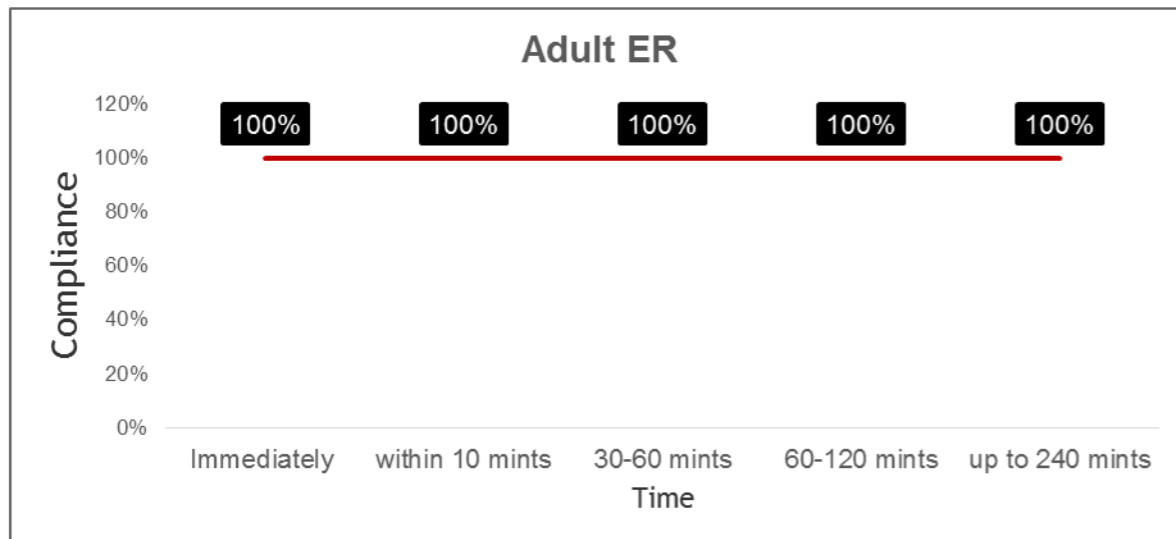 Adult ER
120%
100% 100% 100% 100% 100%
100%
80%
60%
40%
20%
0%
Compliance
Immediately within 10 mints 30-60 mints 60-120 mints up to 240 mints
Time